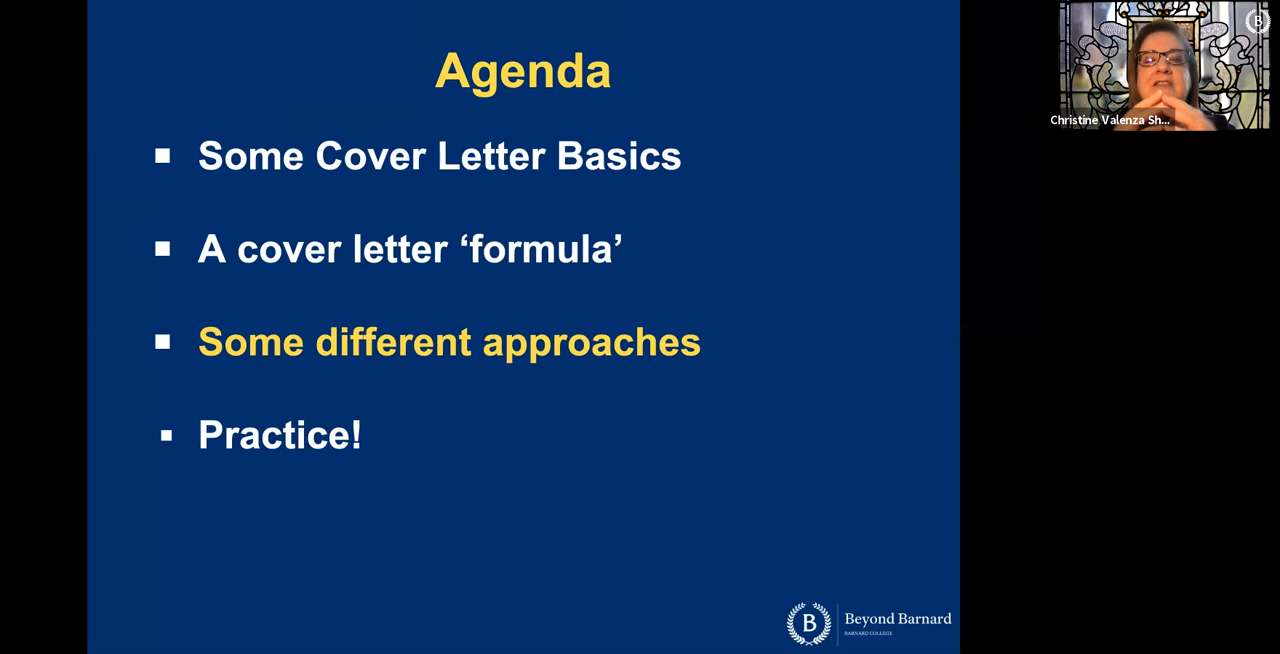 Agenda
Some Cover Letter Basics
A cover letter ‘formula’
Some different approaches
Practice!
B
Beyond Barnard
BARNARD COLLEGE
B
Christine Valenza Sh...